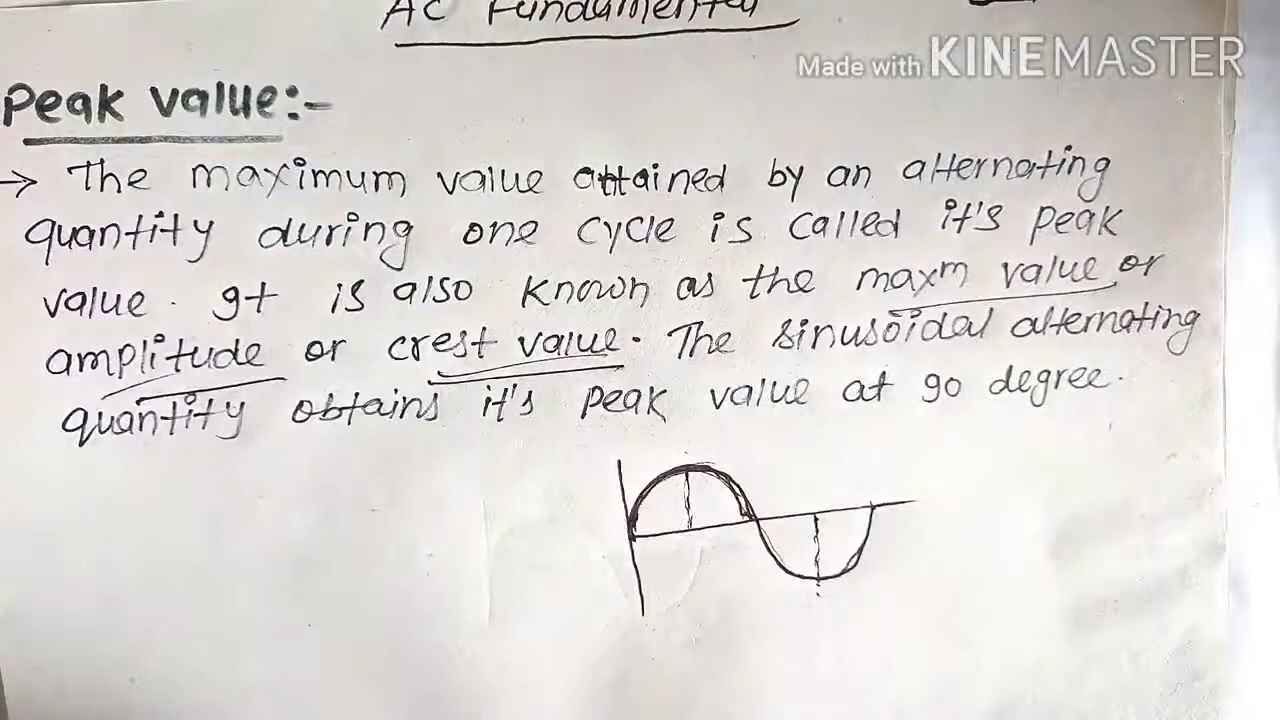 AC Fundamental
Made with KINEMASTER
Peak value:-
→ The maximum value attained by an alternating
quantity during one cycle is called it's peak
value. It is also known as the maxm value or
amplitude or crest value. The sinusoidal alternating
quantity obtains it's peak value at 90 degree.